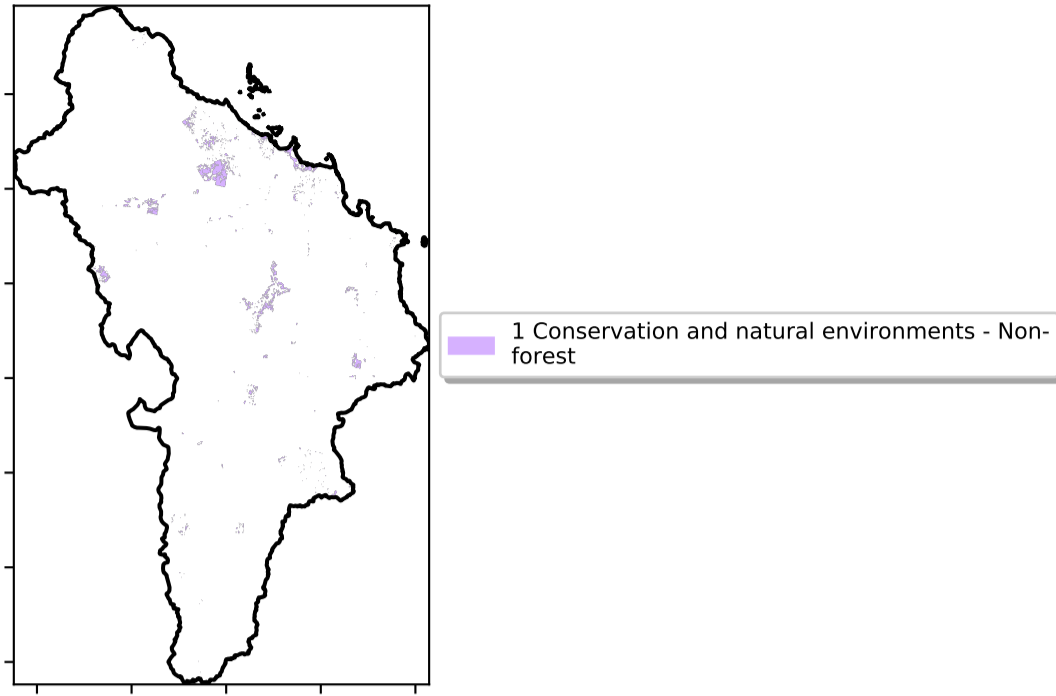 1 Conservation and natural environments - Non-
forest